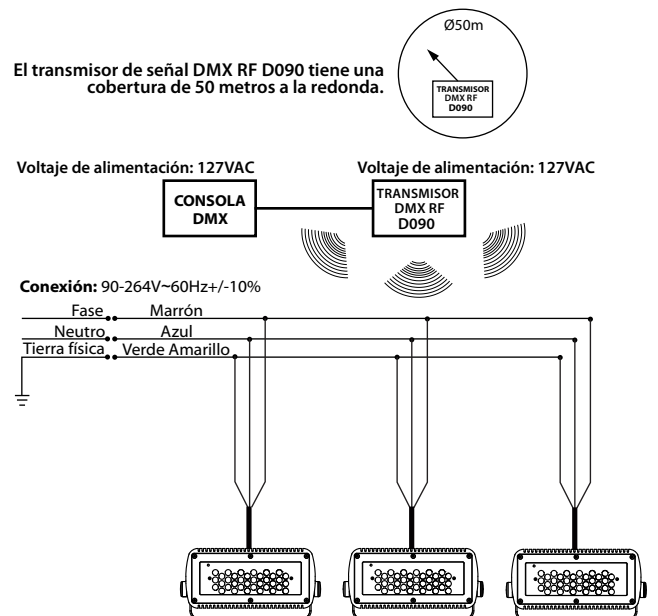 Ø50m
El transmisor de señal DMX RF D090 tiene una
cobertura de 50 metros a la redonda.
TRANSMISOR
DMX RF
D090
Voltaje de alimentación: 127VAC
Voltaje de alimentación: 127VAC
CONSOLA
DMX
TRANSMISOR
DMX RF
D090
Conexión: 90-264V~60Hz+/-10%
Fase Marrón
Neutro Azul
Tierra física Verde Amarillo